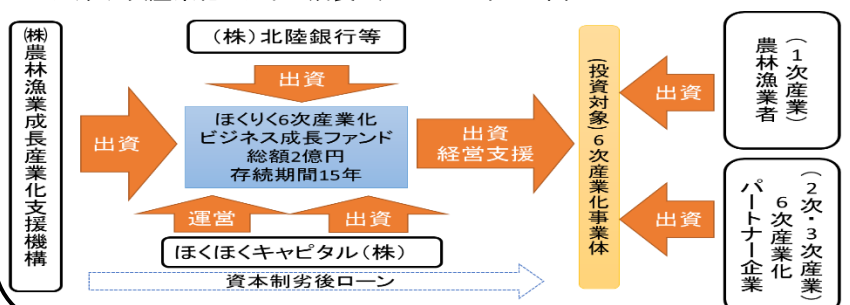 ㈱農林漁業成長産業化支援機構
出資
(株)北陸銀行等
出資
ほくりく6次産業化
ビジネス成長ファンド
総額2億円
存続期間15年
運営
出資
ほくほくキャピタル(株)
資本制劣後ローン
出資
経営支援
(投資対象)6次産業化事業体
出資
(1次産業)
農林漁業者
出資
(2次・3次産業)
6次産業化
パートナー企業